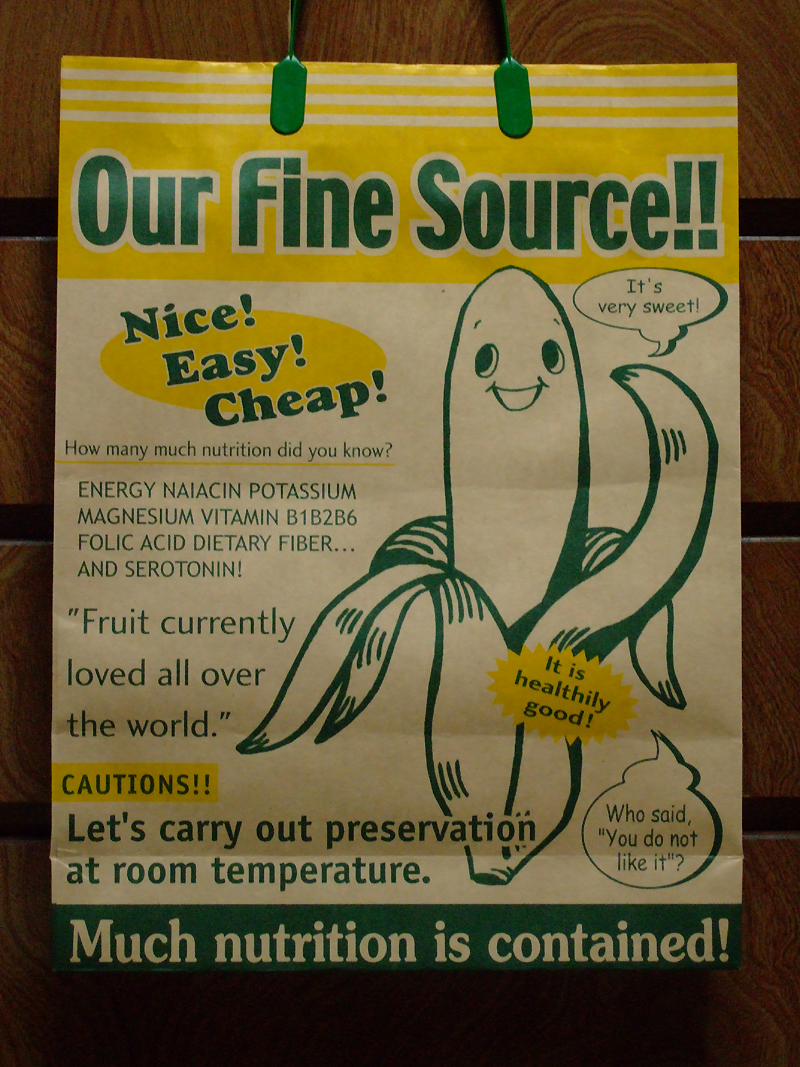 Our Fine Source!!
It's
very sweet!
Nice!
Easy!
Cheap!
How many much nutrition did you know?
ENERGY NAIACIN POTASSIUM
MAGNESIUM VITAMIN B1B2B6
FOLIC ACID DIETARY FIBER...
AND SEROTONIN!
"Fruit currently
loved all over
the world."
It is
healthily
good!
CAUTIONS!!
Let's carry out preservation
at room temperature.
Who said,
"You do not
like it"?
Much nutrition is contained!